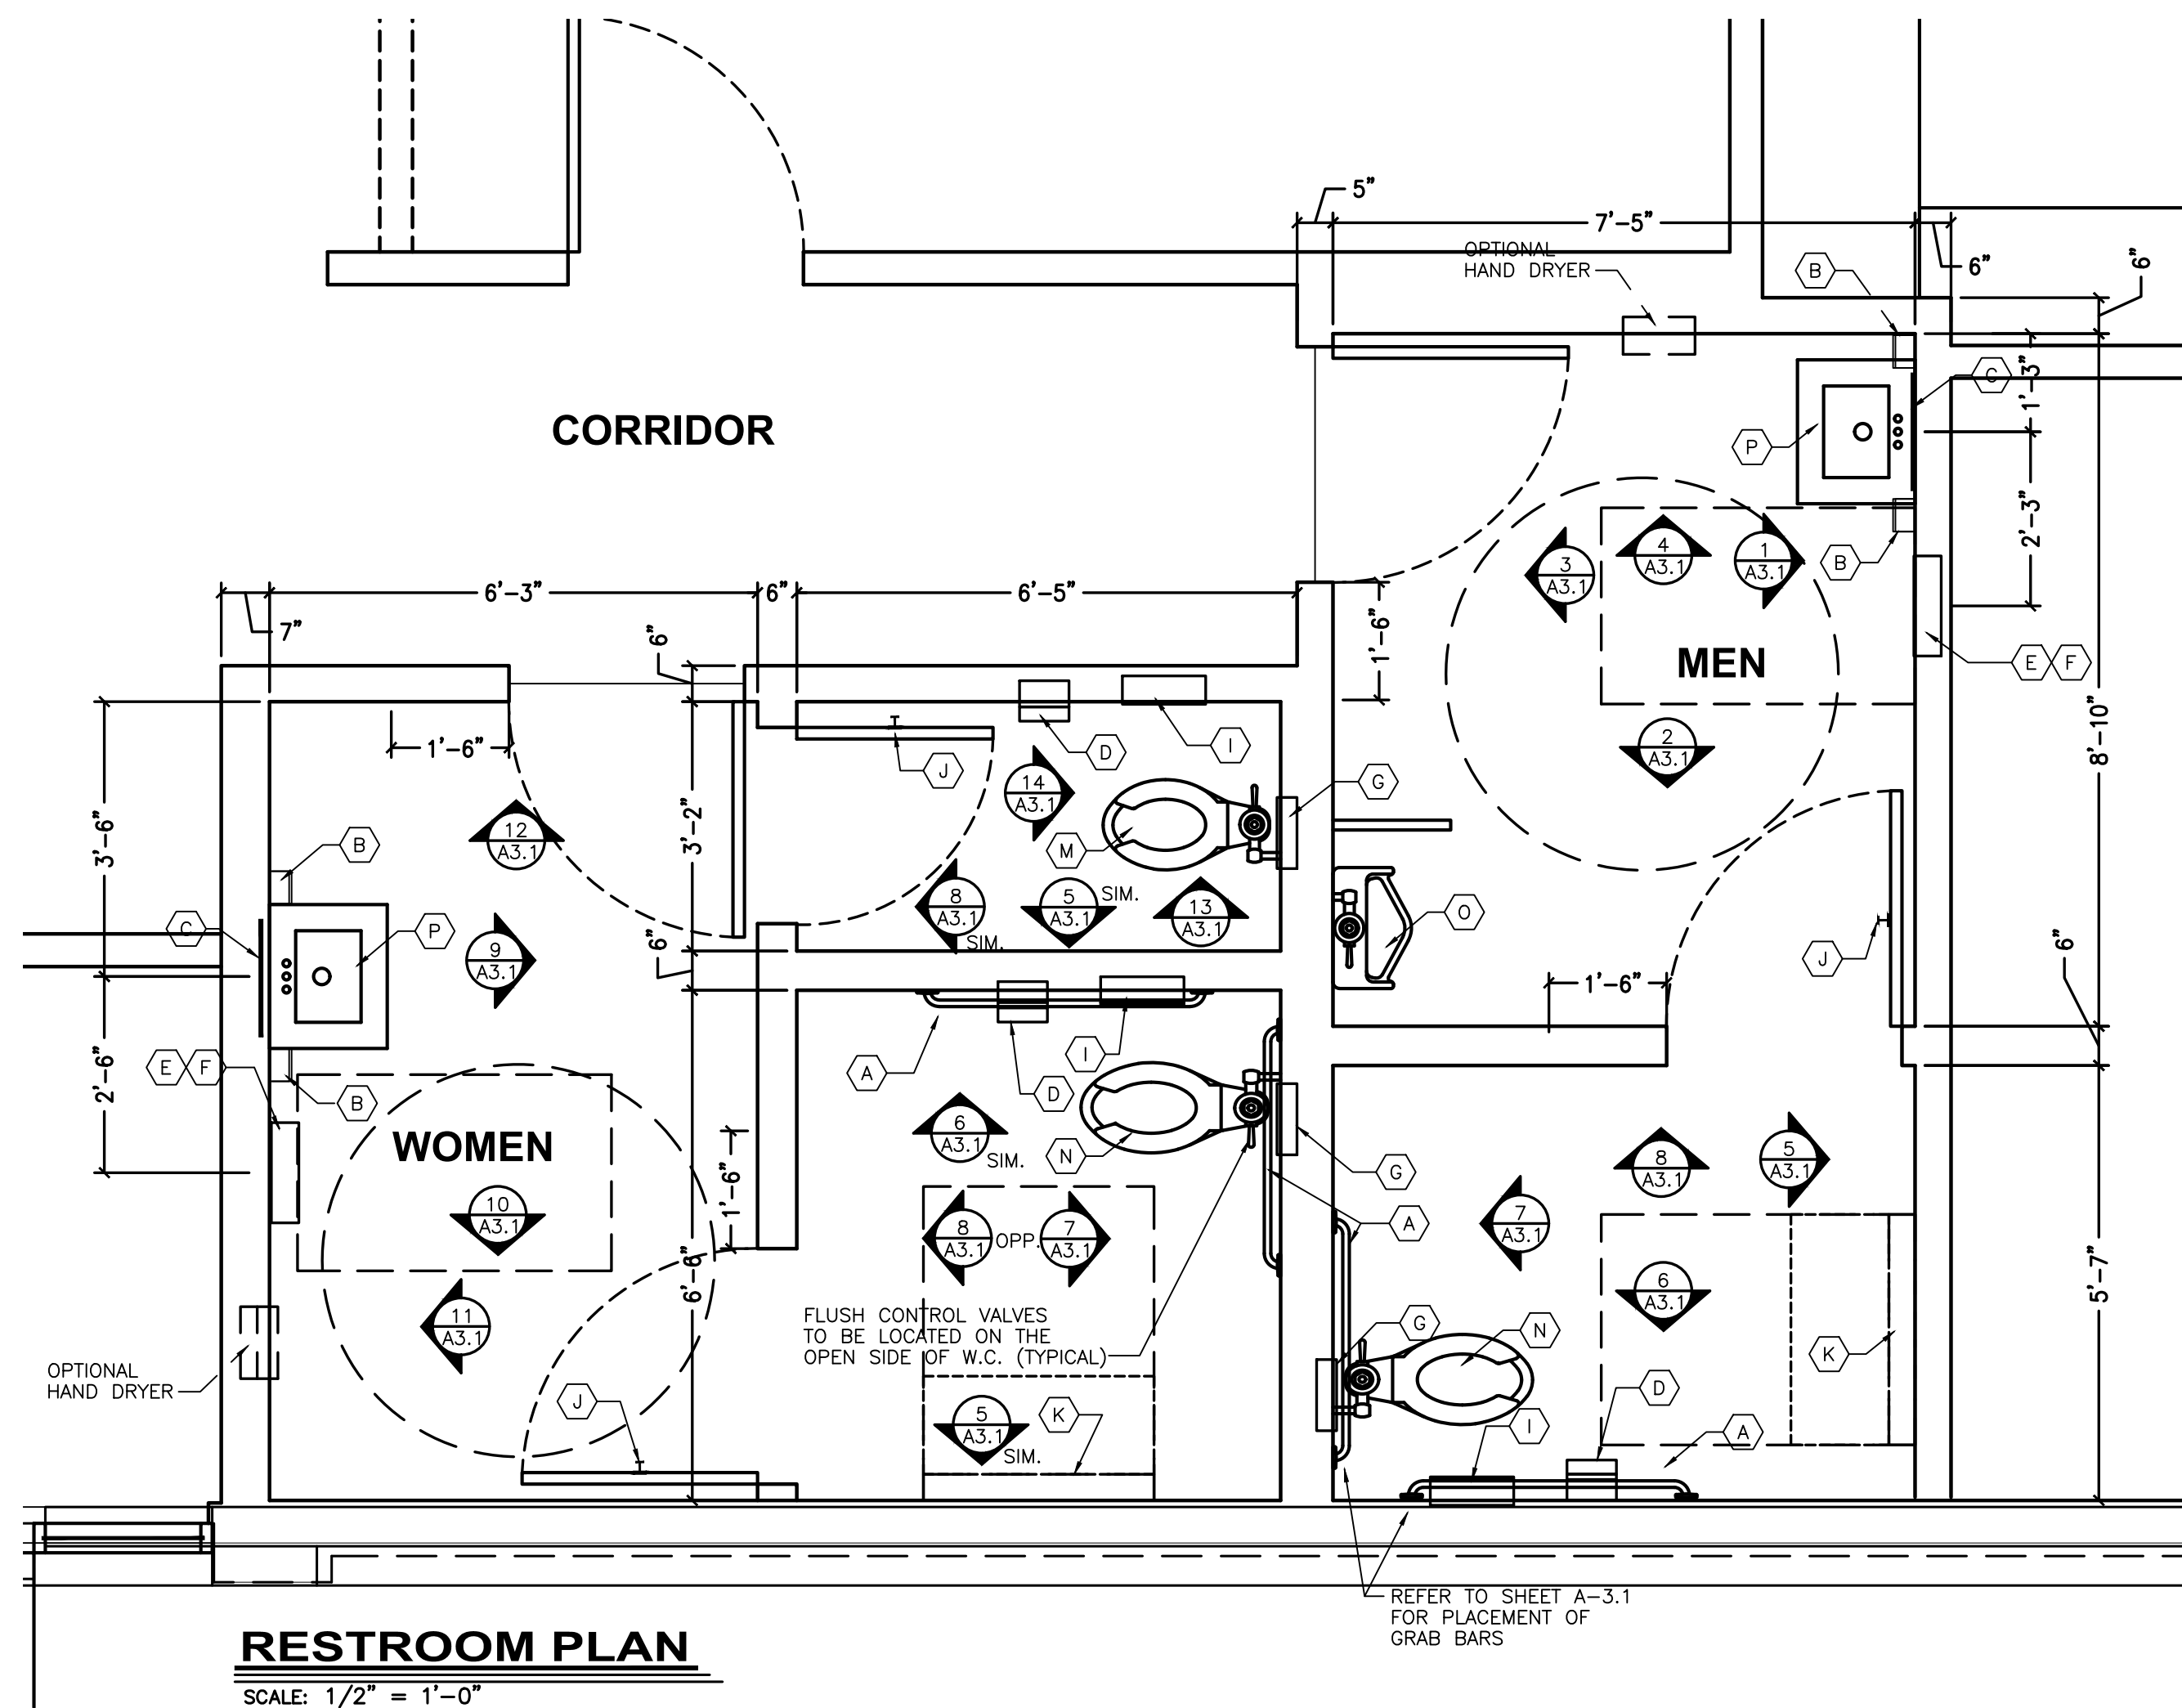 5”
7’-5”
OPTIONAL
HAND DRYER
B
6”
6”
C
1’-3”
CORRIDOR
P
2’-3”
3
A3.1
4
A3.1
1
A3.1
B
6’-3”
6”
6’-5”
7”
6”
1’-6”
MEN
E
F
1’-6”
D
I
J
G
2
A3.1
8’-10”
14
A3.1
3’-6”
3’-2”
12
A3.1
B
M
8
A3.1
SIM.
5
A3.1
SIM.
13
A3.1
O
C
P
9
A3.1
6”
J
6”
1’-6”
2’-6”
E
F
B
A
I
D
WOMEN
6
A3.1
SIM.
N
G
1’-6”
8
A3.1
5
A3.1
10
A3.1
8
A3.1
OPP.
7
A3.1
A
7
A3.1
6’-6”
6
A3.1
5’-7”
11
A3.1
FLUSH CONTROL VALVES
TO BE LOCATED ON THE
OPEN SIDE OF W.C. (TYPICAL)
G
N
K
OPTIONAL
HAND DRYER
J
5
A3.1
SIM.
K
I
D
A
REFER TO SHEET A-3.1
FOR PLACEMENT OF
GRAB BARS
RESTROOM PLAN
SCALE: 1/2” = 1’-0”